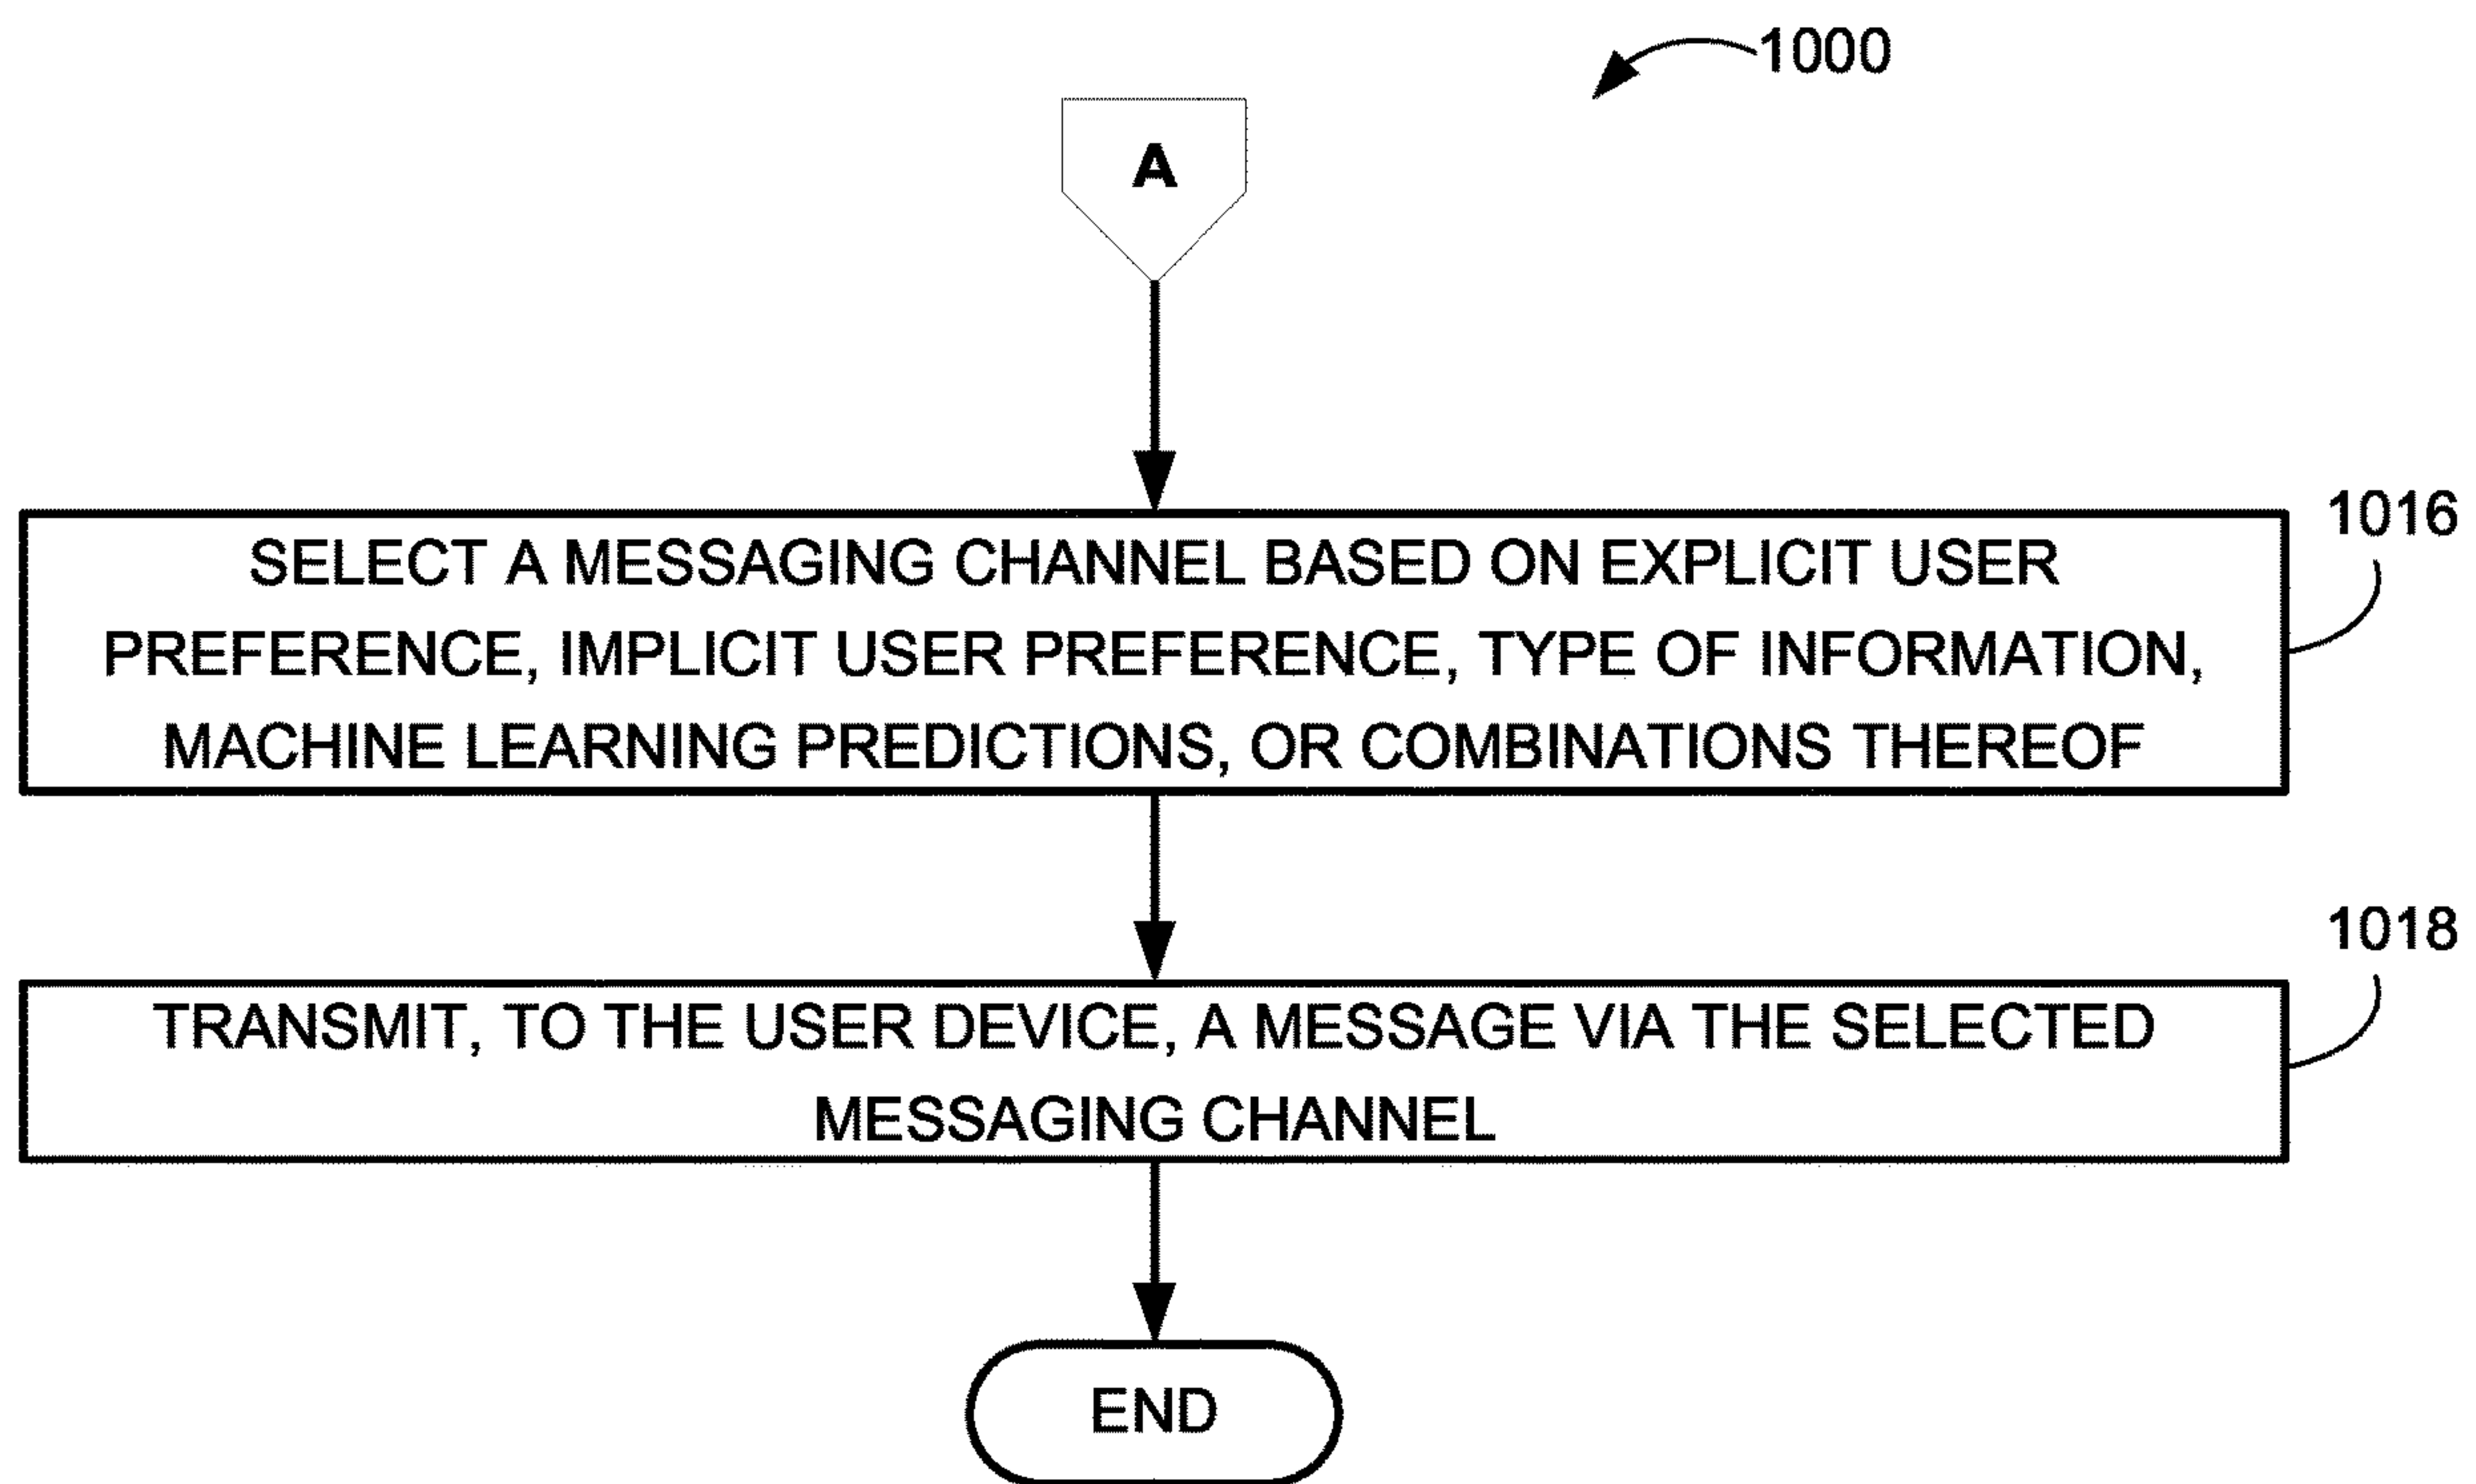 1000
A
1016
SELECT A MESSAGING CHANNEL BASED ON EXPLICIT USER
PREFERENCE, IMPLICIT USER PREFERENCE, TYPE OF INFORMATION,
MACHINE LEARNING PREDICTIONS, OR COMBINATIONS THEREOF
1018
TRANSMIT, TO THE USER DEVICE, A MESSAGE VIA THE SELECTED
MESSAGING CHANNEL
END